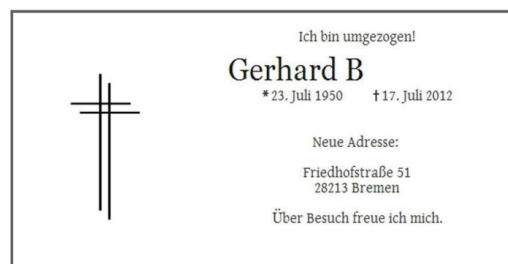 Ich bin umgezogen!
Gerhard B
* 23. Juli 1950 † 17. Juli 2012
Neue Adresse:
Friedhofstraße 51
28213 Bremen
Über Besuch freue ich mich.